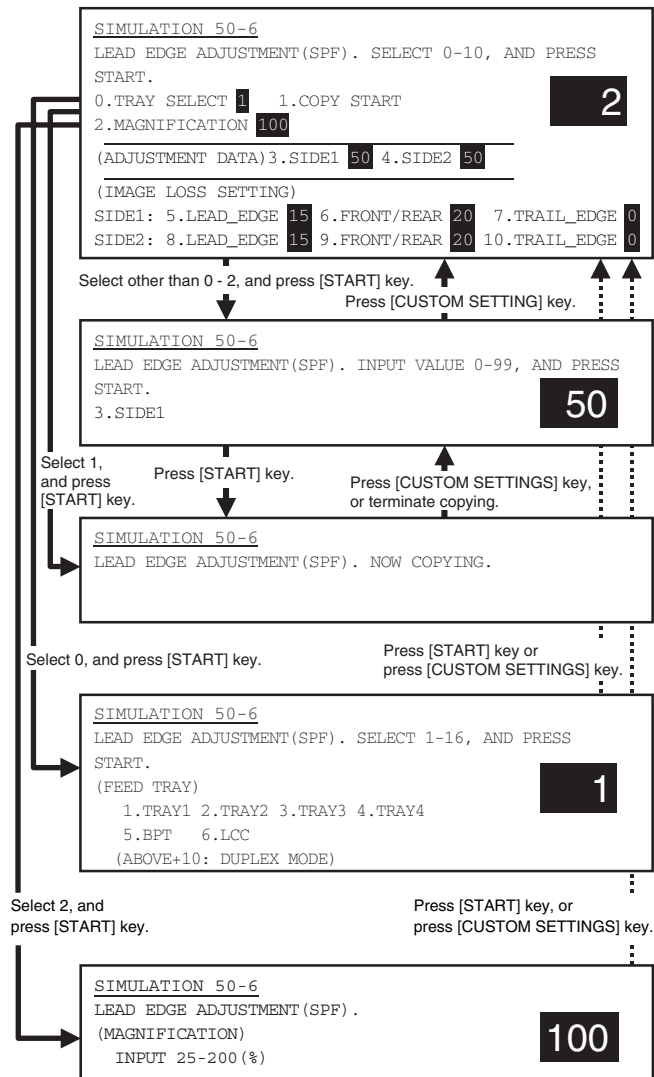 SIMULATION 50-6
LEAD EDGE ADJUSTMENT(SPF). SELECT 0-10, AND PRESS
START.
0.TRAY SELECT 1 1.COPY START
2
2.MAGNIFICATION 100
(ADJUSTMENT DATA)3.SIDE1 50 4.SIDE2 50
(IMAGE LOSS SETTING)
SIDE1: 5.LEAD_EDGE 15 6.FRONT/REAR 20 7.TRAIL_EDGE 0
SIDE2: 8.LEAD_EDGE 15 9.FRONT/REAR 20 10.TRAIL_EDGE 0
Select other than 0 - 2, and press [START] key.
Press [CUSTOM SETTING] key.
SIMULATION 50-6
LEAD EDGE ADJUSTMENT(SPF). INPUT VALUE 0-99, AND PRESS
START.
3.SIDE1
50
Select 1,
and press
[START] key.
Press [START] key.
Press [CUSTOM SETTINGS] key,
or terminate copying.
SIMULATION 50-6
LEAD EDGE ADJUSTMENT(SPF). NOW COPYING.
Select 0, and press [START] key.
Press [START] key or
press [CUSTOM SETTINGS] key.
SIMULATION 50-6
LEAD EDGE ADJUSTMENT(SPF). SELECT 1-16, AND PRESS
START.
(FEED TRAY)
1
1.TRAY1 2.TRAY2 3.TRAY3 4.TRAY4
5.BPT 6.LCC
(ABOVE+10: DUPLEX MODE)
Select 2, and
press [START] key.
Press [START] key, or
press [CUSTOM SETTINGS] key.
SIMULATION 50-6
LEAD EDGE ADJUSTMENT(SPF).
(MAGNIFICATION)
100
INPUT 25-200(%)